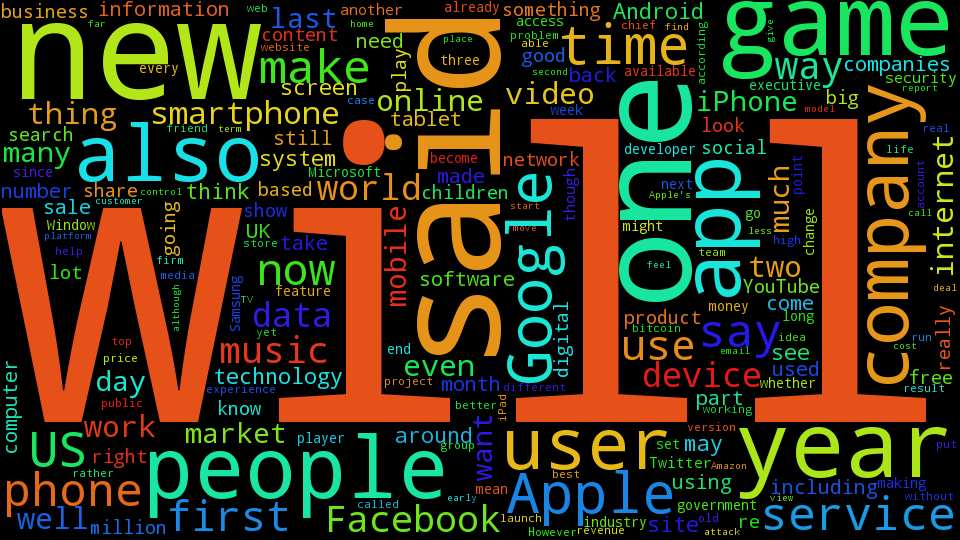 business
information
web
last
another
already
something
Android
game
new
far
content
home
access
chief
find
give
website
need
place
problem
able
good
time
according
way
companies
make
play
said
three
second
back
available
security
every
screen
case
online
video
executive
report
thing
smartphone
tablet
week
one
iPhone
big
model
search
friend
term
still
look
company
real
many
also
system
Microsoft
become
network
developer
social
life
internet
since
world
made
though
next
app
much
point
account
number
share
control
think
based
children
Google
Apple's
sale
customer
going
show
mobile
start
might
go
change
call
Window
UK
move
less
platform
store
take
team
high
help
firm
now
software
feel
two
lot
media
although
Samsung
feature
YouTube
deal
TV
data
digital
money
come
Will
yet
product
long
bitcoin
say
idea
run
really
top
music
end
use
email
see
cost
price
even
computer
day
technology
project
month
different
device
whether
used
free
public
experience
iPad
part
result
know
better
working
work
market
player
around
want
user
version
year
put
US
right
people
group
set
may
rather
mean
best
Twitter
Amazon
phone
called
early
Apple
using
including
making
view
without
well
million
first
Facebook
launch
However
industry
revenue
site
old
government
attack
re
service